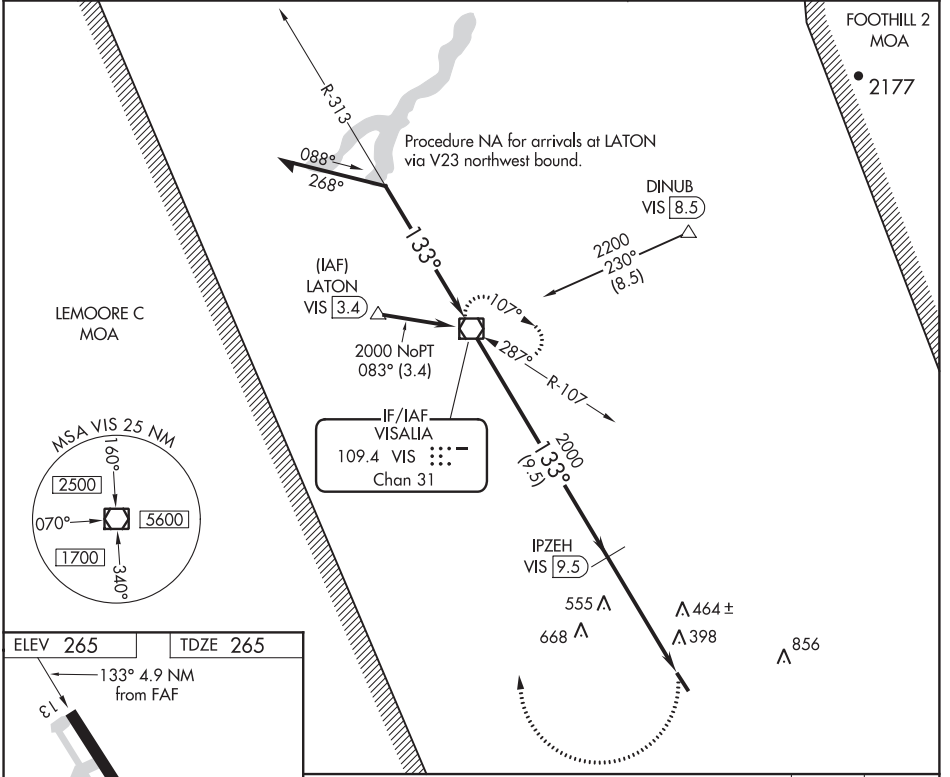 FOOTHILL 2
MOA
2177
R-313
Procedure NA for arrivals at LATON
via V23 northwest bound.
088°
268°
DINUB
VIS 8.5
2200
230°
(8.5)
133°
(IAF)
LATON
VIS 3.4
107°
LEMOORE C
MOA
2000 NoPT
083° (3.4)
287°
R-107
IF/IAF
VISALIA
109.4 VIS
Chan 31
2000
133°
(9.5)
MSA VIS 25 NM
160°
2500
070°
5600
1700
340°
IPZEH
VIS 9.5
555
464 ±
668
398
856
ELEV 265
TDZE 265
133° 4.9 NM
from FAF
13